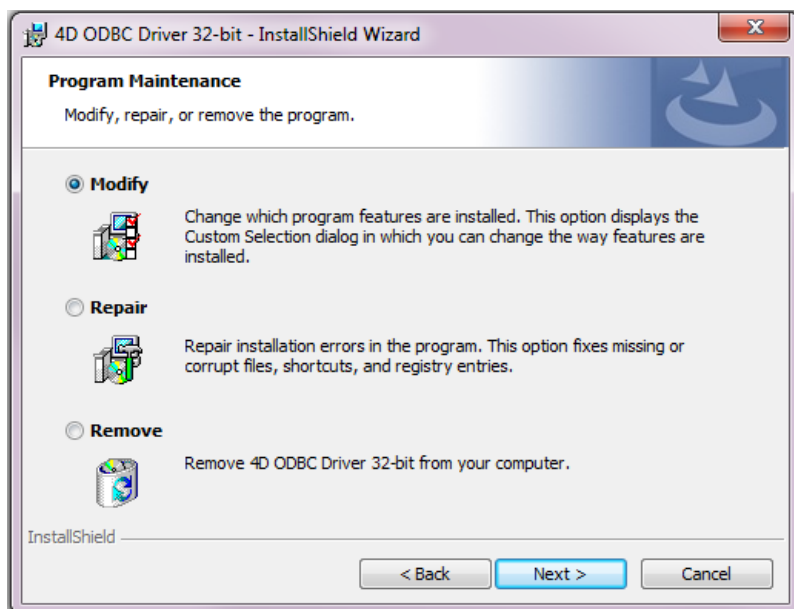 4D ODBC Driver 32-bit - InstallShield Wizard
Program Maintenance
Modify, repair, or remove the program.
Modify
Change which program features are installed. This option displays the
Custom Selection dialog in which you can change the way features are
installed.
Repair
Repair installation errors in the program. This option fixes missing or
corrupt files, shortcuts, and registry entries.
Remove
Remove 4D ODBC Driver 32-bit from your computer.
InstallShield
< Back Next > Cancel